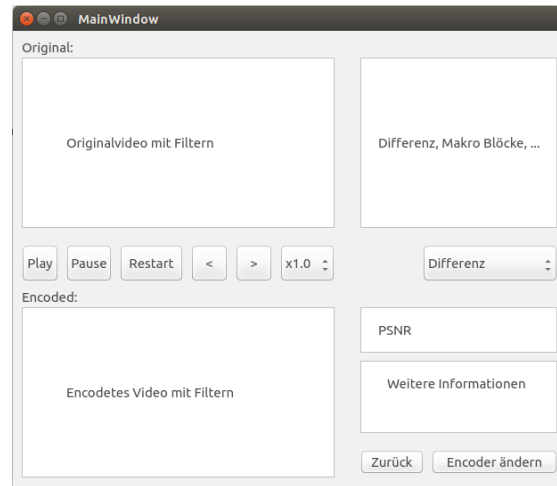 MainWindow
Original:
Originalvideo mit Filtern
Differenz, Makro Blöcke, ...
Play Pause Restart < > x1.0 Differenz
Encoded:
Encodetes Video mit Filtern
PSNR
Weitere Informationen
Zurück Encoder ändern